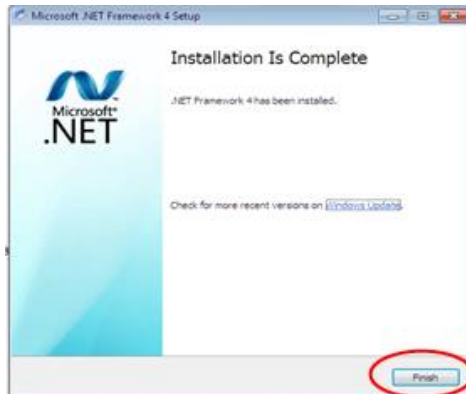 Microsoft .NET Framework 4 Setup
Installation Is Complete
Microsoft®
.NET
.NET Framework 4 has been installed.
Check for more recent versions on Windows Update.
Finish